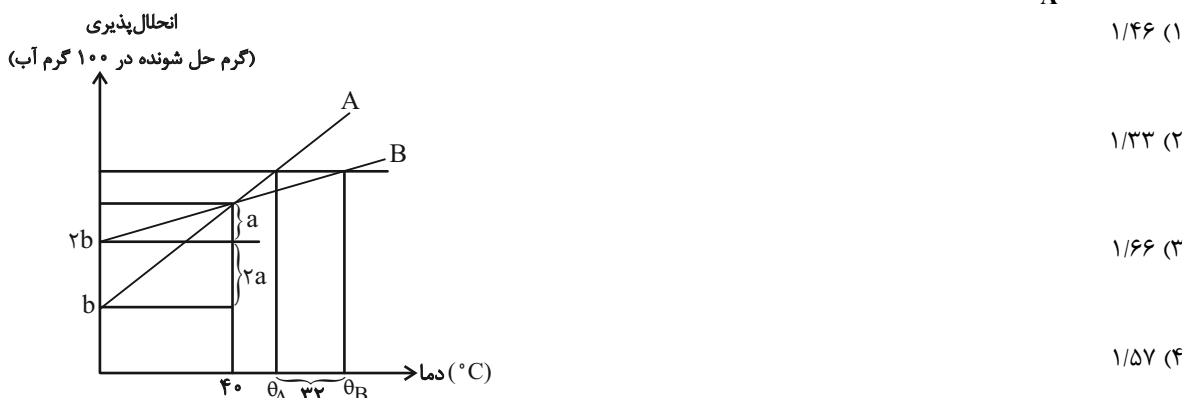 A
انحلال‌پذیری
(گرم حل شونده در ۱۰۰ گرم آب)
۱/۴۶ (۱
A
۱/۳۳ (۲
B
a
۲b
۲a
۱/۶۶ (۳
b
دما (°C)
۱/۵۷ (۴
۴۰ θA ۳۲ θB